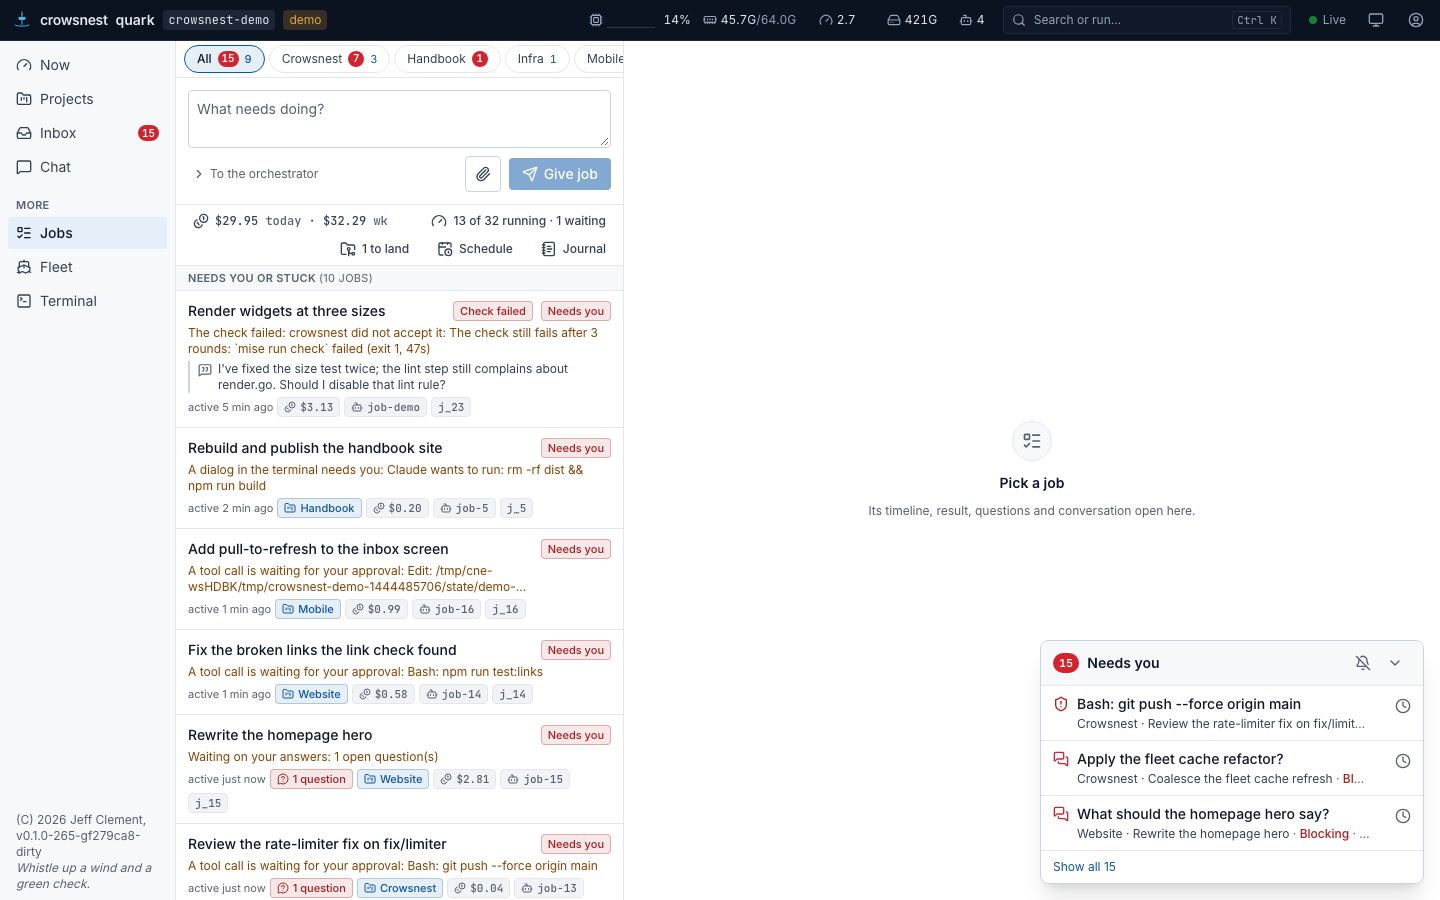 crowsnest quark crowsnest-demo demo
14% 45.7G/64.0G 2.7 421G 4
Search or run... Ctrl K
Live
Now
Projects
Inbox 15
Chat
MORE
Jobs
Fleet
Terminal
(C) 2026 Jeff Clement,
v0.1.0-265-gf279ca8-
dirty
Whistle up a wind and a
green check.
All 15 9 Crowsnest 7 3 Handbook 1 Infra 1 Mobile
What needs doing?
To the orchestrator
Give job
$29.95 today · $32.29 wk 13 of 32 running · 1 waiting
1 to land Schedule Journal
NEEDS YOU OR STUCK (10 JOBS)
Render widgets at three sizes Check failed Needs you
The check failed: crowsnest did not accept it: The check still fails after 3
rounds: `mise run check` failed (exit 1, 47s)
I've fixed the size test twice; the lint step still complains about
render.go. Should I disable that lint rule?
active 5 min ago $3.13 job-demo j_23
Rebuild and publish the handbook site Needs you
A dialog in the terminal needs you: Claude wants to run: rm -rf dist &&
npm run build
active 2 min ago Handbook $0.20 job-5 j_5
Add pull-to-refresh to the inbox screen Needs you
A tool call is waiting for your approval: Edit: /tmp/cne-
wsHDBK/tmp/crowsnest-demo-1444485706/state/demo-...
active 1 min ago Mobile $0.99 job-16 j_16
Fix the broken links the link check found Needs you
A tool call is waiting for your approval: Bash: npm run test:links
active 1 min ago Website $0.58 job-14 j_14
Rewrite the homepage hero Needs you
Waiting on your answers: 1 open question(s)
active just now 1 question Website $2.81 job-15
j_15
Review the rate-limiter fix on fix/limiter Needs you
A tool call is waiting for your approval: Bash: git push --force origin main
active just now 1 question Crowsnest $0.04 job-13
Pick a job
Its timeline, result, questions and conversation open here.
15 Needs you
Bash: git push --force origin main
Crowsnest · Review the rate-limiter fix on fix/limit...
Apply the fleet cache refactor?
Crowsnest · Coalesce the fleet cache refresh · Bl...
What should the homepage hero say?
Website · Rewrite the homepage hero · Blocking · ...
Show all 15